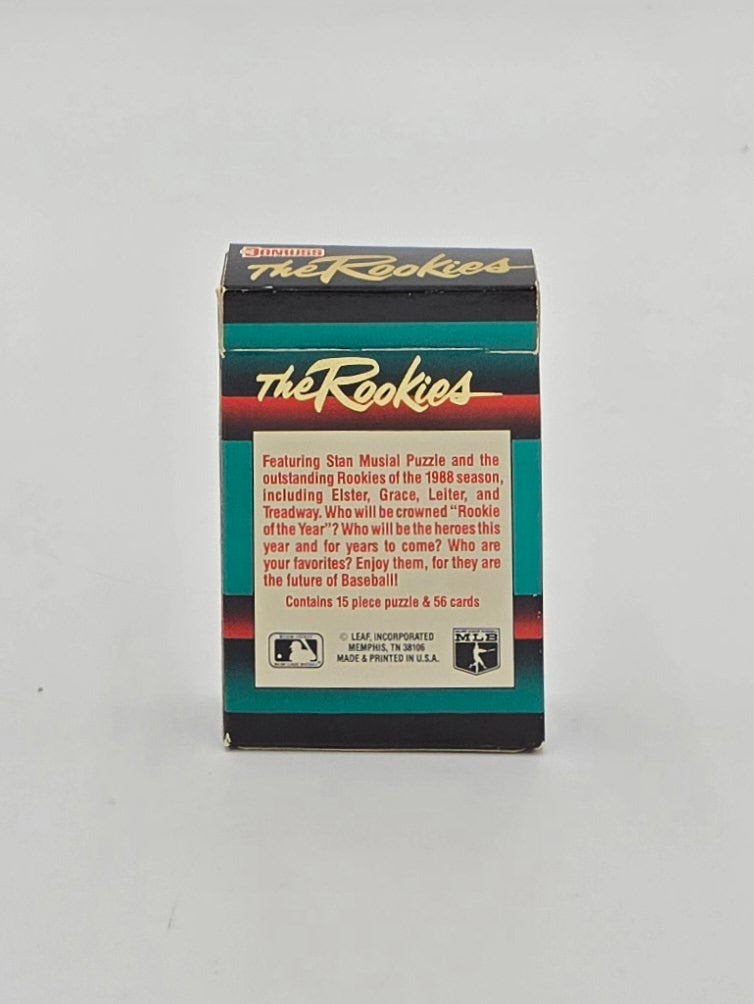 DONRUSS
The Rookies
The Rookies
Featuring Stan Musial Puzzle and the
outstanding Rookies of the 1988 season,
including Elster, Grace, Leiter, and
Treadway. Who will be crowned “Rookie
of the Year”? Who will be the heroes this
year and for years to come? Who are
your favorites? Enjoy them, for they are
the future of Baseball!
Contains 15 piece puzzle & 56 cards
© LEAF, INCORPORATED
MEMPHIS, TN 38106
MADE & PRINTED IN U.S.A.
MLB